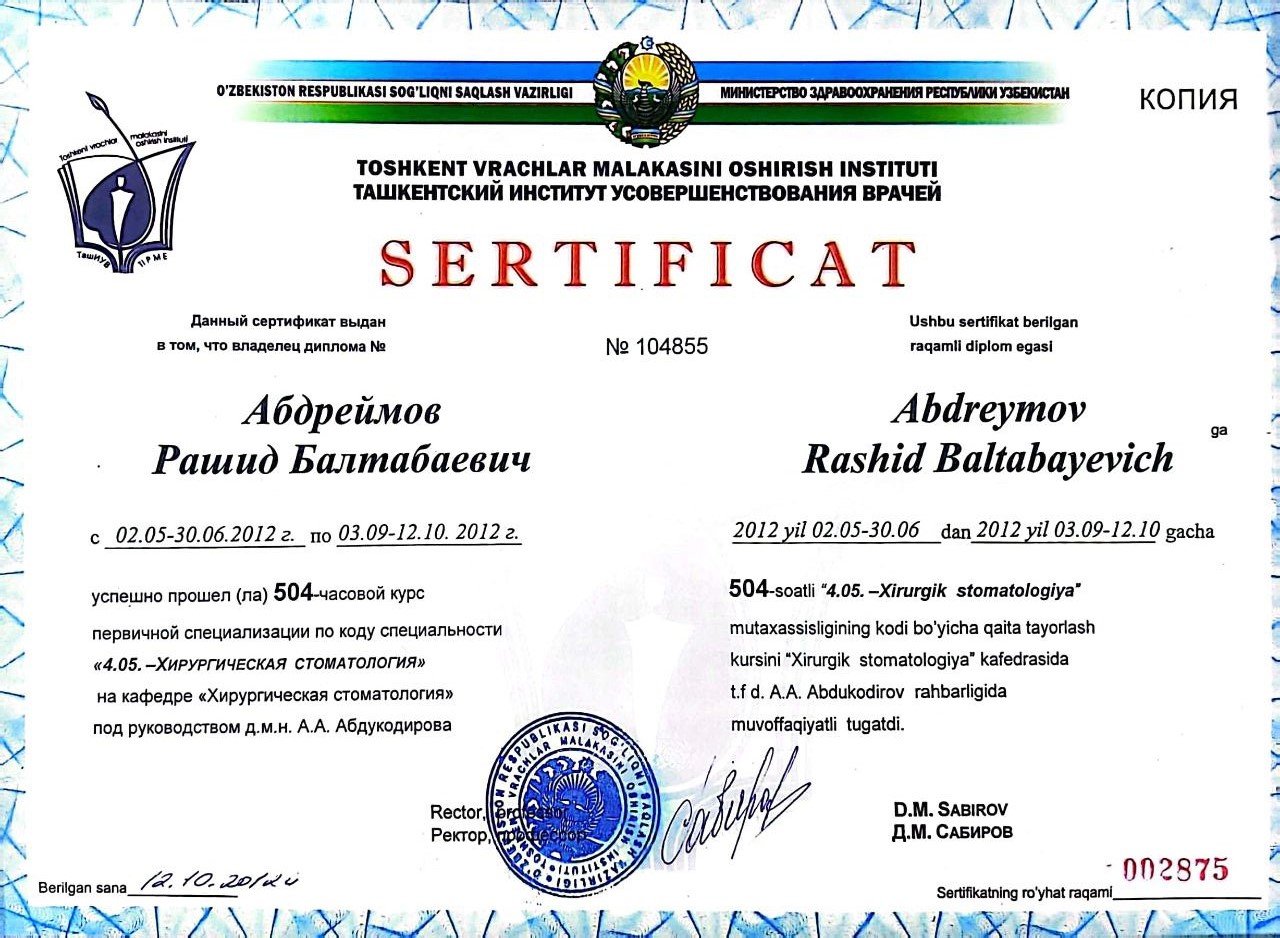 O'ZBEKISTON RESPUBLIKASI SOG'LIQNI SAQLASH VAZIRLIGI
МИНИСТЕРСТВО ЗДРАВООХРАНЕНИЯ РЕСПУБЛИКИ УЗБЕКИСТАН
КОПИЯ
Toshkent vrachlar malakasini
oshirish instituti
ТашИУВ TIPME
TOSHKENT VRACHLAR MALAKASINI OSHIRISH INSTITUTI
ТАШКЕНТСКИЙ ИНСТИТУТ УСОВЕРШЕНСТВОВАНИЯ ВРАЧЕЙ
SERTIFICAT
Данный сертификат выдан
в том, что владелец диплома №
№ 104855
Ushbu sertifikat berilgan
raqamli diplom egasi
Абдреймов
Рашид Балтабаевич
Abdreymov
Rashid Baltabayevich
ga
с 02.05-30.06.2012 г. по 03.09-12.10. 2012 г.
2012 yil 02.05-30.06 dan 2012 yil 03.09-12.10 gacha
успешно прошел (ла) 504-часовой курс
первичной специализации по коду специальности
«4.05. –ХИРУРГИЧЕСКАЯ СТОМАТОЛОГИЯ»
на кафедре «Хирургическая стоматология»
под руководством д.м.н. А.А. Абдукодирова
504-soatli “4.05. –Xirurgik stomatologiya”
mutaxassisligining kodi bo'yicha qaita tayorlash
kursini “Xirurgik stomatologiya” kafedrasida
t.f d. A.A. Abdukodirov rahbarligida
muvoffaqiyatli tugatdi.
O'ZBEKISTON RESPUBLIKASI SOG'LIQNI SAQLASH VAZIRLIGI
TOSHKENT VRACHLAR MALAKASINI OSHIRISH INSTITUTI
Rector, professor
Ректор, профессор
D.M. SABIROV
Д.М. САБИРОВ
Berilgan sana 12.10.2012
002875
Sertifikatning ro'yhat raqami